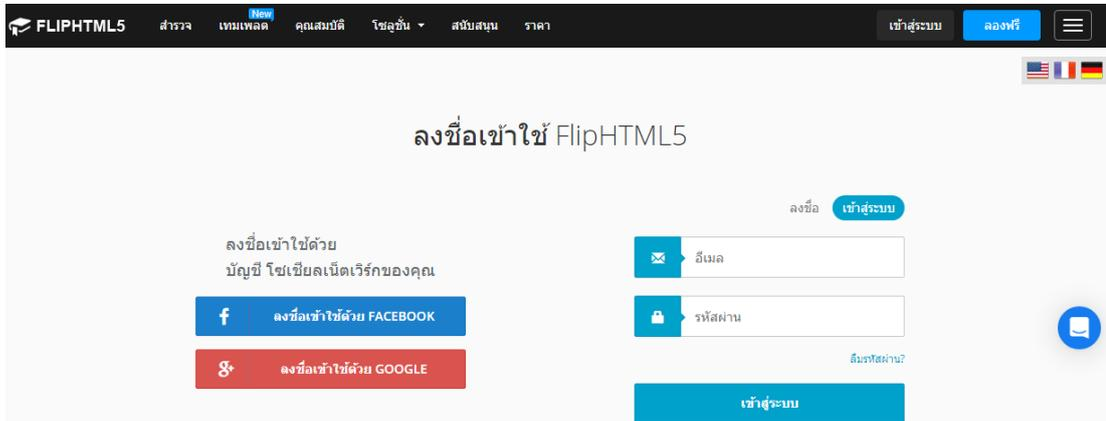 New
FLIPHTML5 สำรวจ เทมเพลต คุณสมบัติ โซลูชั่น สนับสนุน ราคา เข้าสู่ระบบ ลองฟรี
ลงชื่อเข้าใช้ FlipHTML5
ลงชื่อ เข้าสู่ระบบ
ลงชื่อเข้าใช้ด้วย
บัญชี โซเชียลเน็ตเวิร์กของคุณ
อีเมล
f ลงชื่อเข้าใช้ด้วย FACEBOOK
รหัสผ่าน
ลืมรหัสผ่าน?
g+ ลงชื่อเข้าใช้ด้วย GOOGLE
เข้าสู่ระบบ